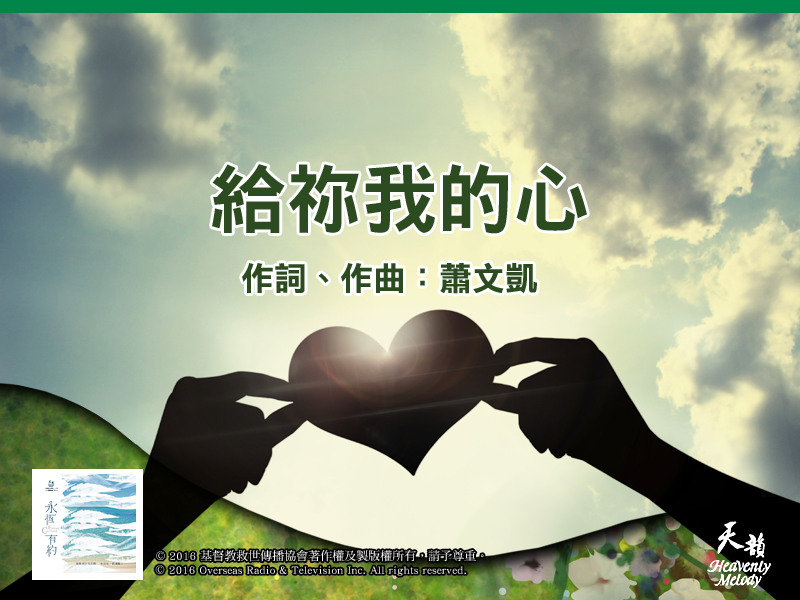 給祢我的心
作詞、作曲：蕭文凱
永恆
有約
© 2016 基督教救世傳播協會著作權及製版權所有，請予尊重。
© 2016 Overseas Radio & Television Inc. All rights reserved.
天韻
Heavenly
Melody